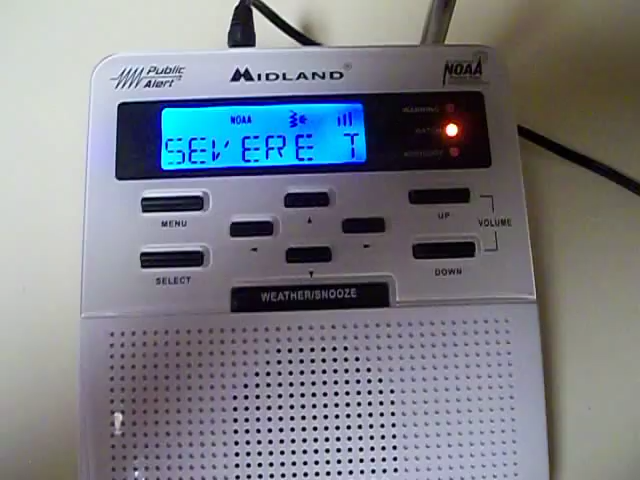 Public
Alert
MIDLAND®
NOAA
NOAA
SEVERE T
WARNING
WATCH
ADVISORY
MENU
UP
VOLUME
SELECT
DOWN
WEATHER/SNOOZE